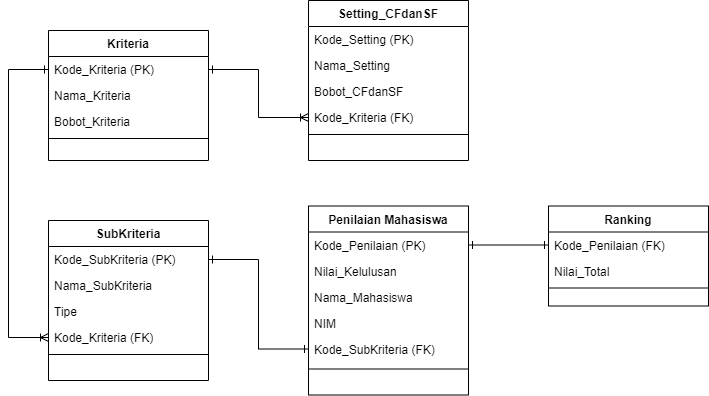 Kriteria
Kode_Kriteria (PK)
Nama_Kriteria
Bobot_Kriteria
Setting_CFdanSF
Kode_Setting (PK)
Nama_Setting
Bobot_CFdanSF
Kode_Kriteria (FK)
SubKriteria
Kode_SubKriteria (PK)
Nama_SubKriteria
Tipe
Kode_Kriteria (FK)
Penilaian Mahasiswa
Kode_Penilaian (PK)
Nilai_Kelulusan
Nama_Mahasiswa
NIM
Kode_SubKriteria (FK)
Ranking
Kode_Penilaian (FK)
Nilai_Total